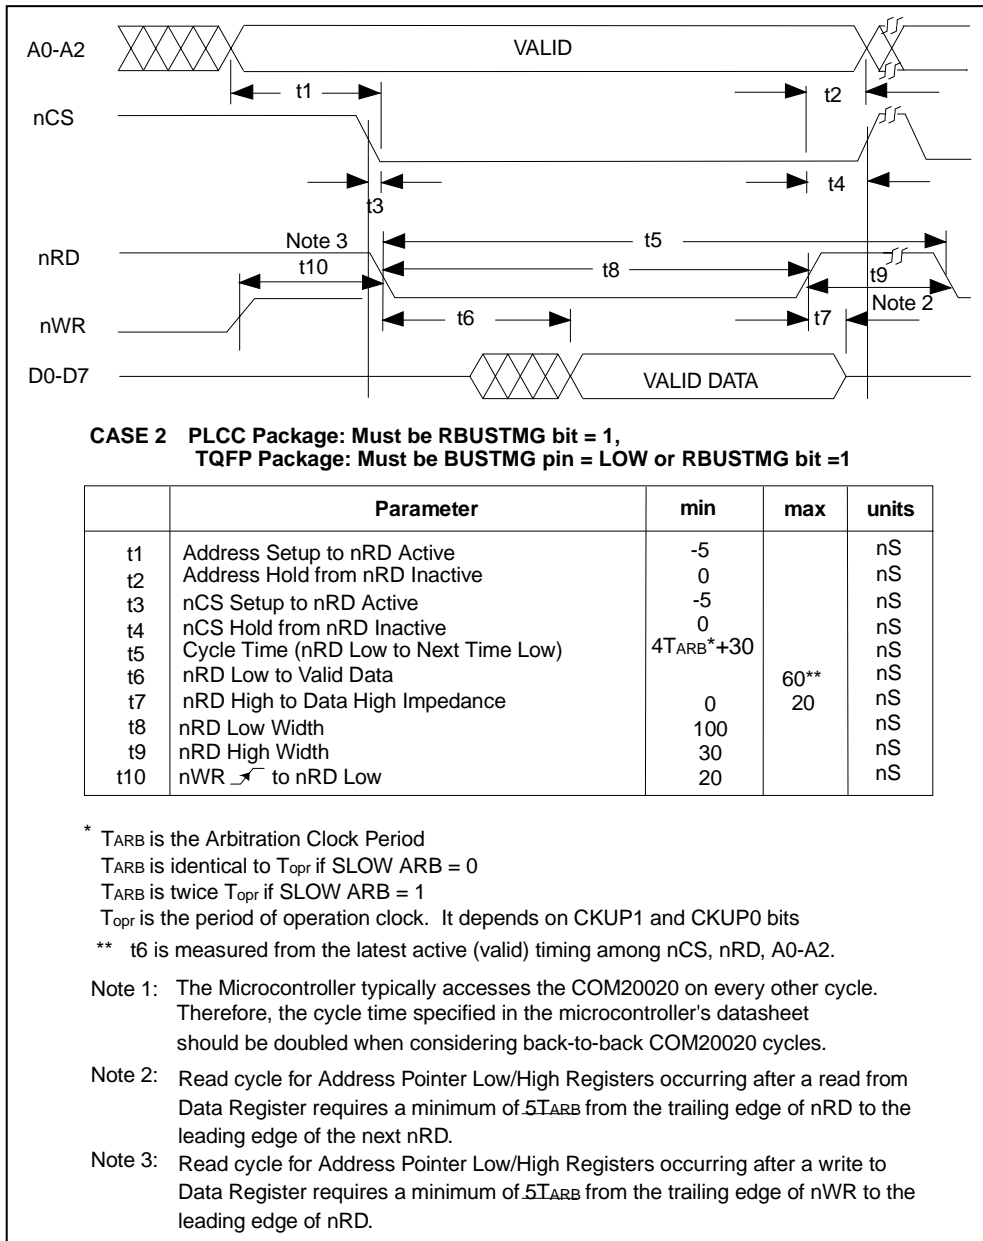 A0-A2
VALID
t1
t2
nCS
t3
t4
nRD
Note 3
t5
t10
t8
t9
Note 2
nWR
t6
t7
D0-D7
VALID DATA
CASE 2 PLCC Package: Must be RBUSTMG bit = 1,
TQFP Package: Must be BUSTMG pin = LOW or RBUSTMG bit =1
Parameter min max units
t1 Address Setup to nRD Active -5 nS
t2 Address Hold from nRD Inactive 0 nS
t3 nCS Setup to nRD Active -5 nS
t4 nCS Hold from nRD Inactive 0 nS
t5 Cycle Time (nRD Low to Next Time Low) 4TARB*+30 nS
t6 nRD Low to Valid Data 60** nS
t7 nRD High to Data High Impedance 0 20 nS
t8 nRD Low Width 100 nS
t9 nRD High Width 30 nS
t10 nWR to nRD Low 20 nS
* TARB is the Arbitration Clock Period
TARB is identical to Topr if SLOW ARB = 0
TARB is twice Topr if SLOW ARB = 1
Topr is the period of operation clock. It depends on CKUP1 and CKUP0 bits
** t6 is measured from the latest active (valid) timing among nCS, nRD, A0-A2.
Note 1: The Microcontroller typically accesses the COM20020 on every other cycle.
Therefore, the cycle time specified in the microcontroller's datasheet
should be doubled when considering back-to-back COM20020 cycles.
Note 2: Read cycle for Address Pointer Low/High Registers occurring after a read from
Data Register requires a minimum of 5TARB from the trailing edge of nRD to the
leading edge of the next nRD.
Note 3: Read cycle for Address Pointer Low/High Registers occurring after a write to
Data Register requires a minimum of 5TARB from the trailing edge of nWR to the
leading edge of nRD.